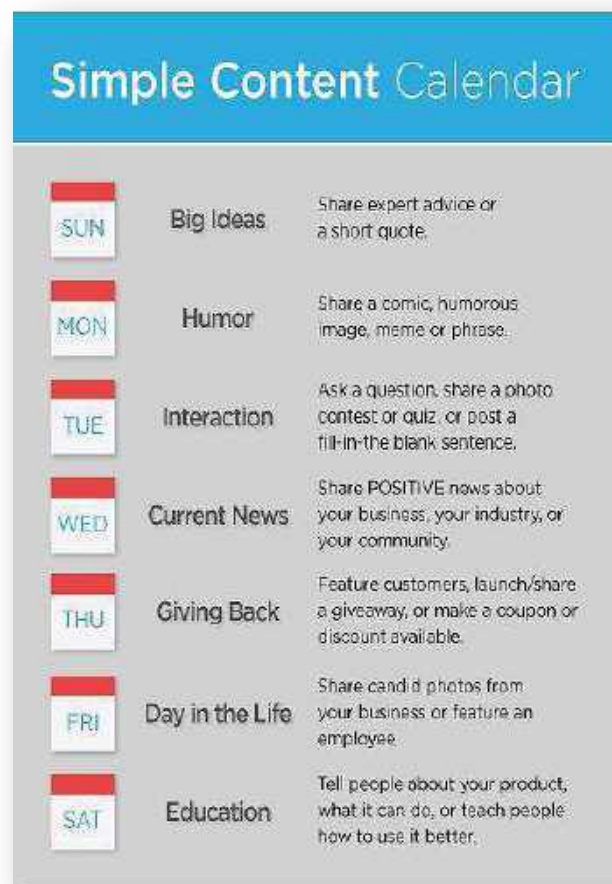 Simple Content Calendar
SUN
Big Ideas
Share expert advice or
a short quote.
MON
Humor
Share a comic, humorous
image, meme or phrase.
TUE
Interaction
Ask a question, share a photo
contest or quiz, or post a
fill-in-the blank sentence.
WED
Current News
Share POSITIVE news about
your business, your industry, or
your community.
THU
Giving Back
Feature customers, launch/share
a giveaway, or make a coupon or
discount available.
FRI
Day in the Life
Share candid photos from
your business or feature an
employee
SAT
Education
Tell people about your product,
what it can do, or teach people
how to use it better.